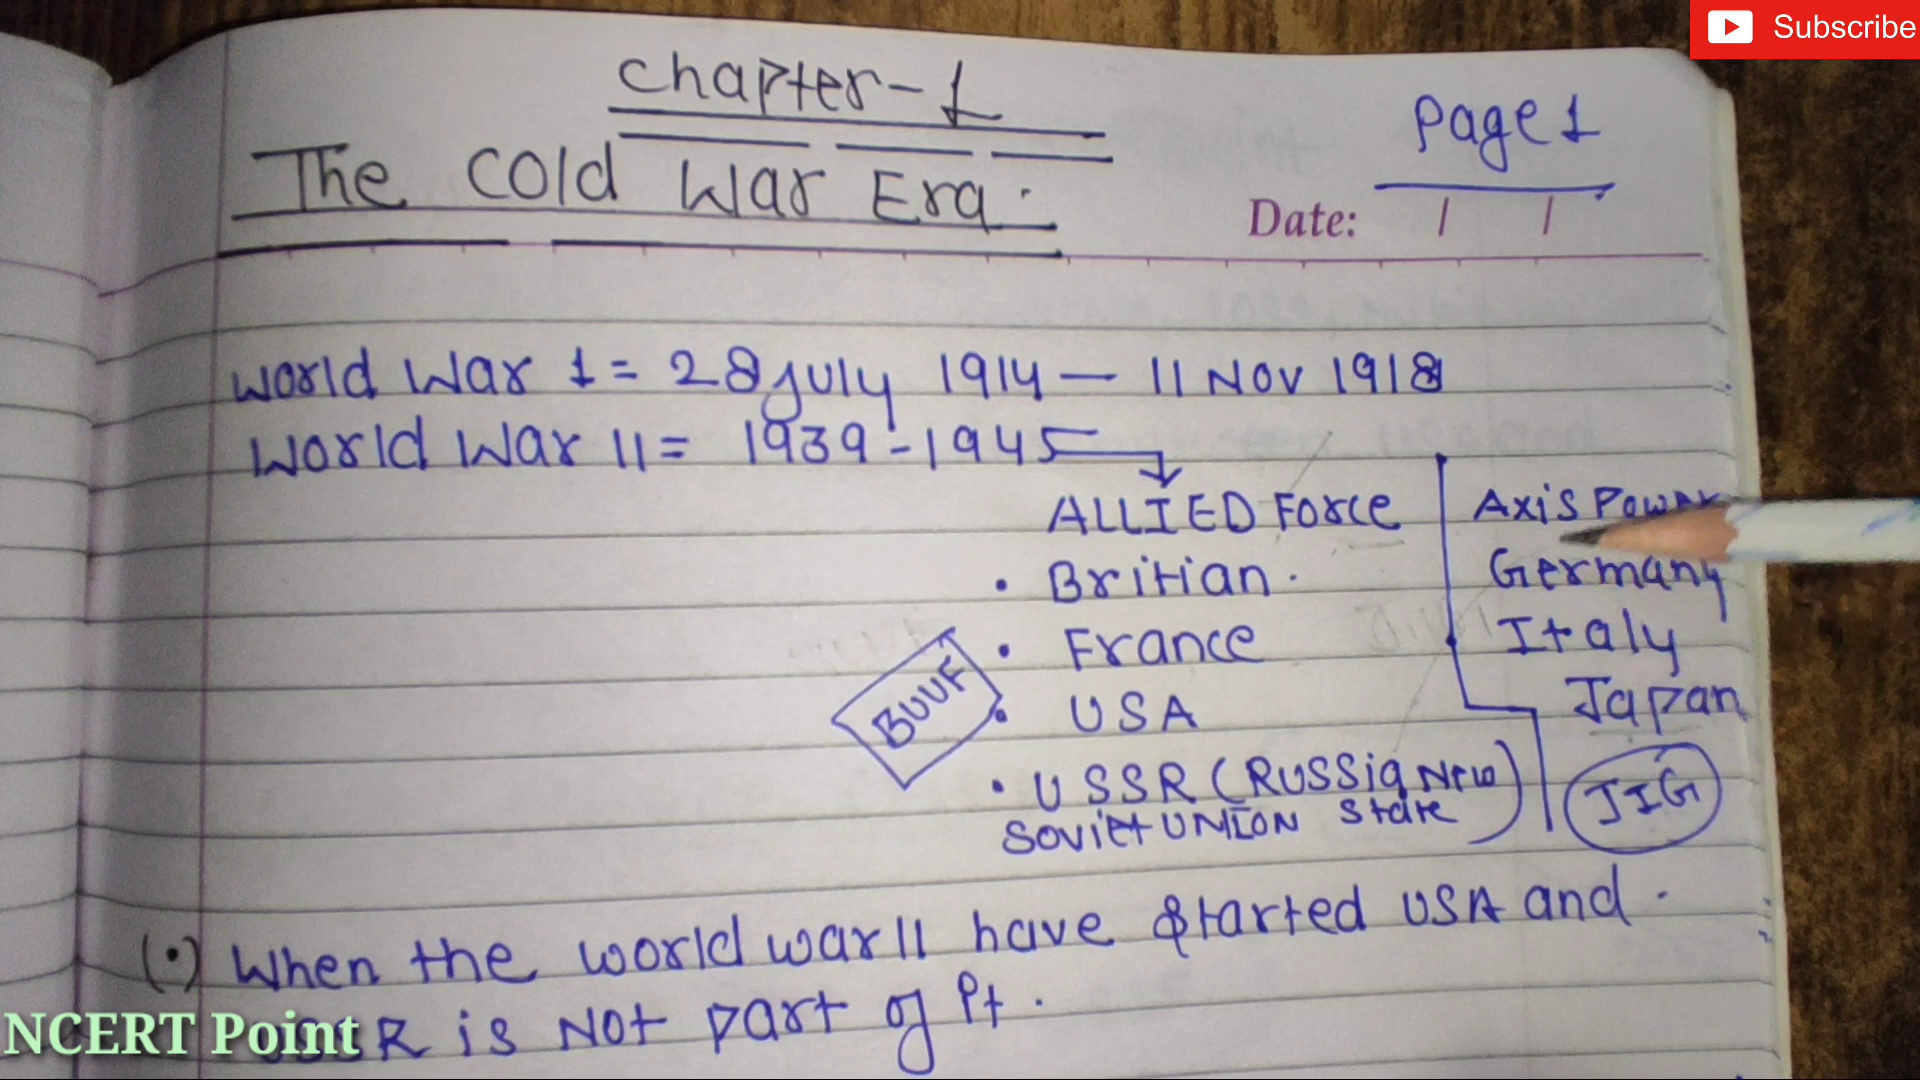 Subscribe
Chapter-1
Page 1
The Cold War Era.
Date: / /
World War 1 = 28 july 1914 - 11 Nov 1918
World War 11 = 1939-1945
ALLIED Force
Axis Power
• British.
Germany
• France
Italy
BUUF
• USA
Japan
• USSR (RUSSia New
Soviet UNION State)
JIG
(•) When the world war 11 have started USA and.
USSR is Not part of it.
NCERT Point